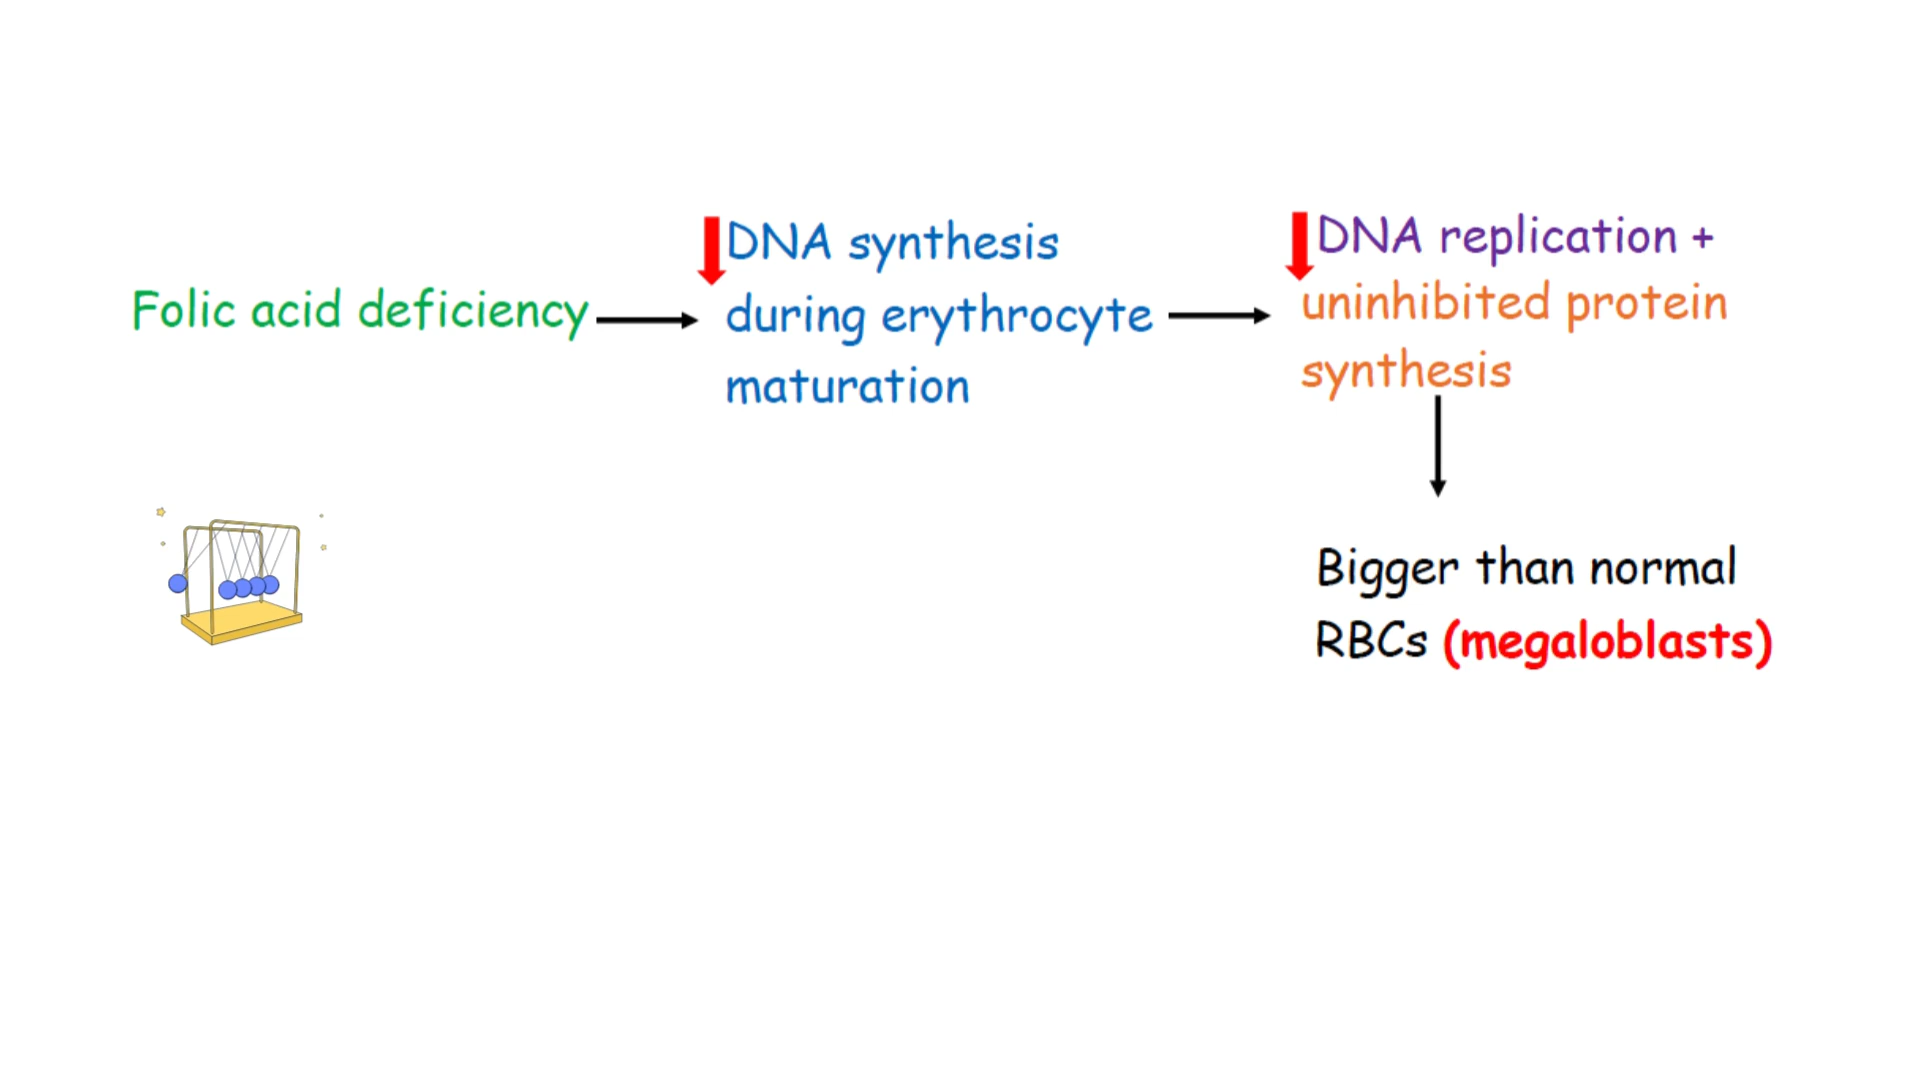 Folic acid deficiency
DNA synthesis
during erythrocyte
maturation
DNA replication +
uninhibited protein
synthesis
Bigger than normal
RBCs (megaloblasts)